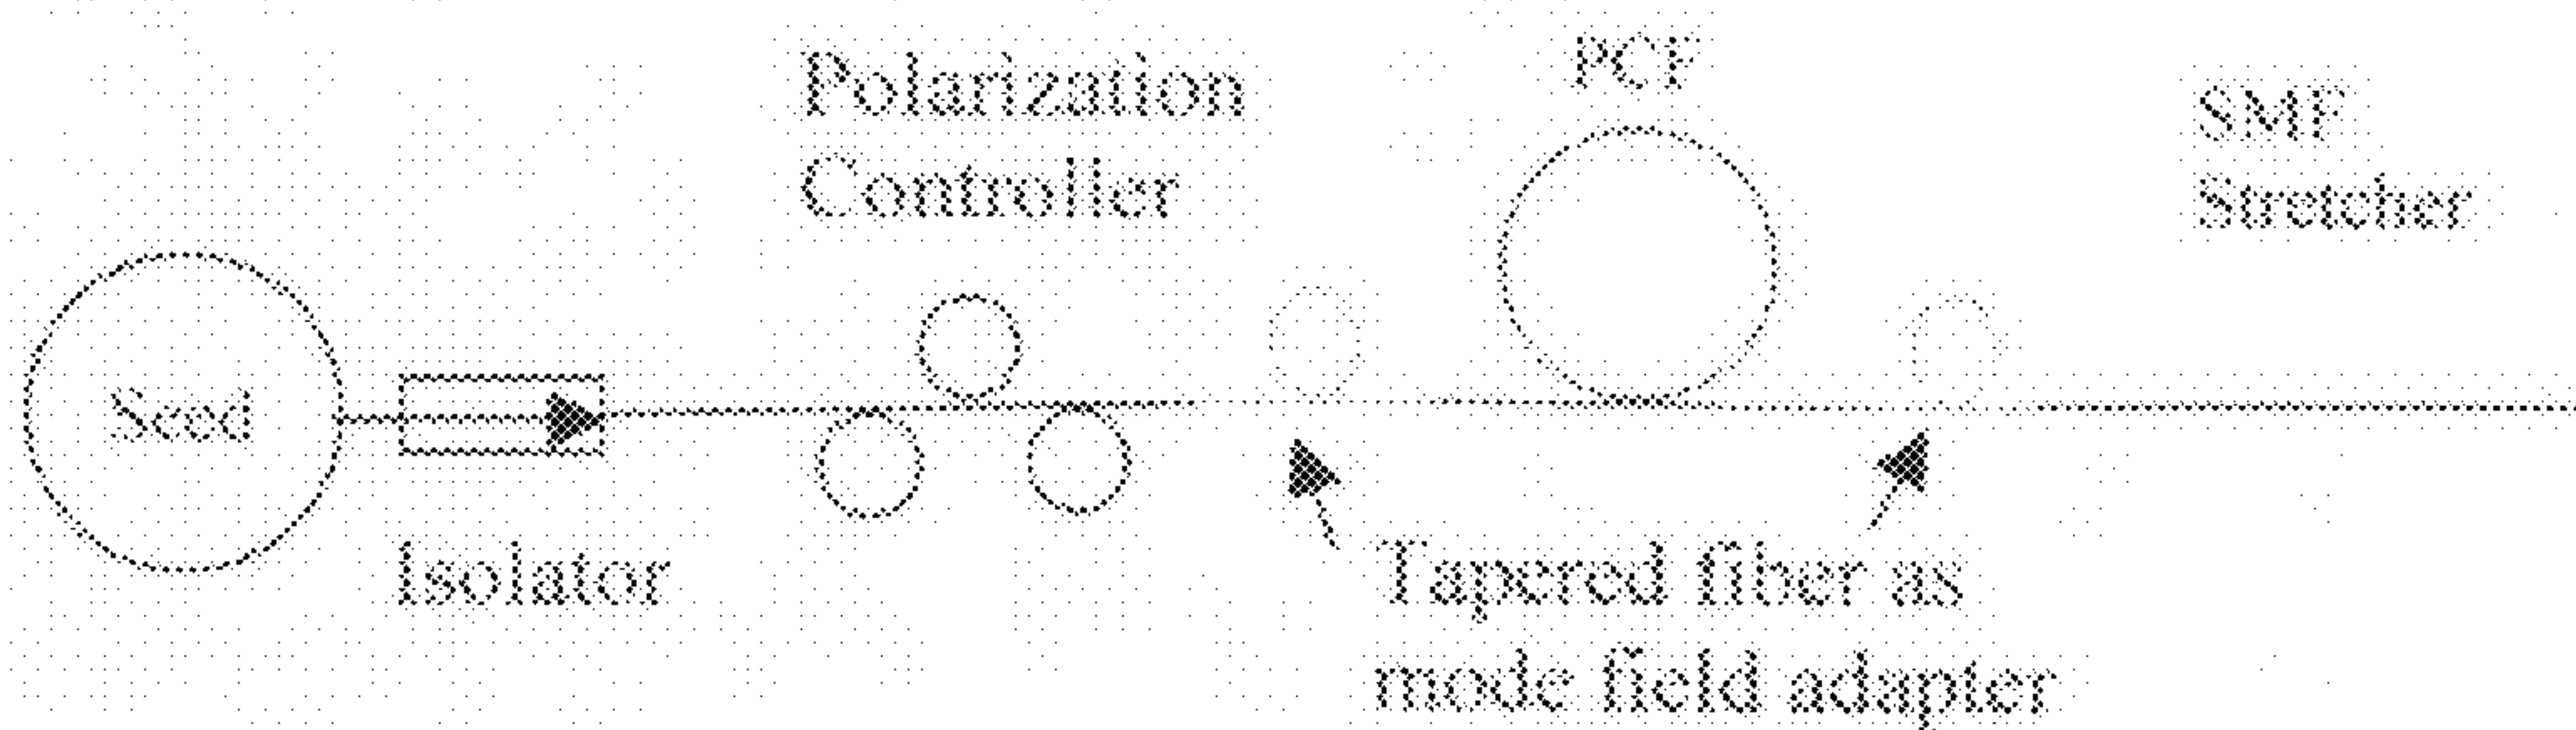 Polarization
Controller
PCF
SMF
Stretcher
Seed
Isolator
Tapered fiber as
mode field adapter